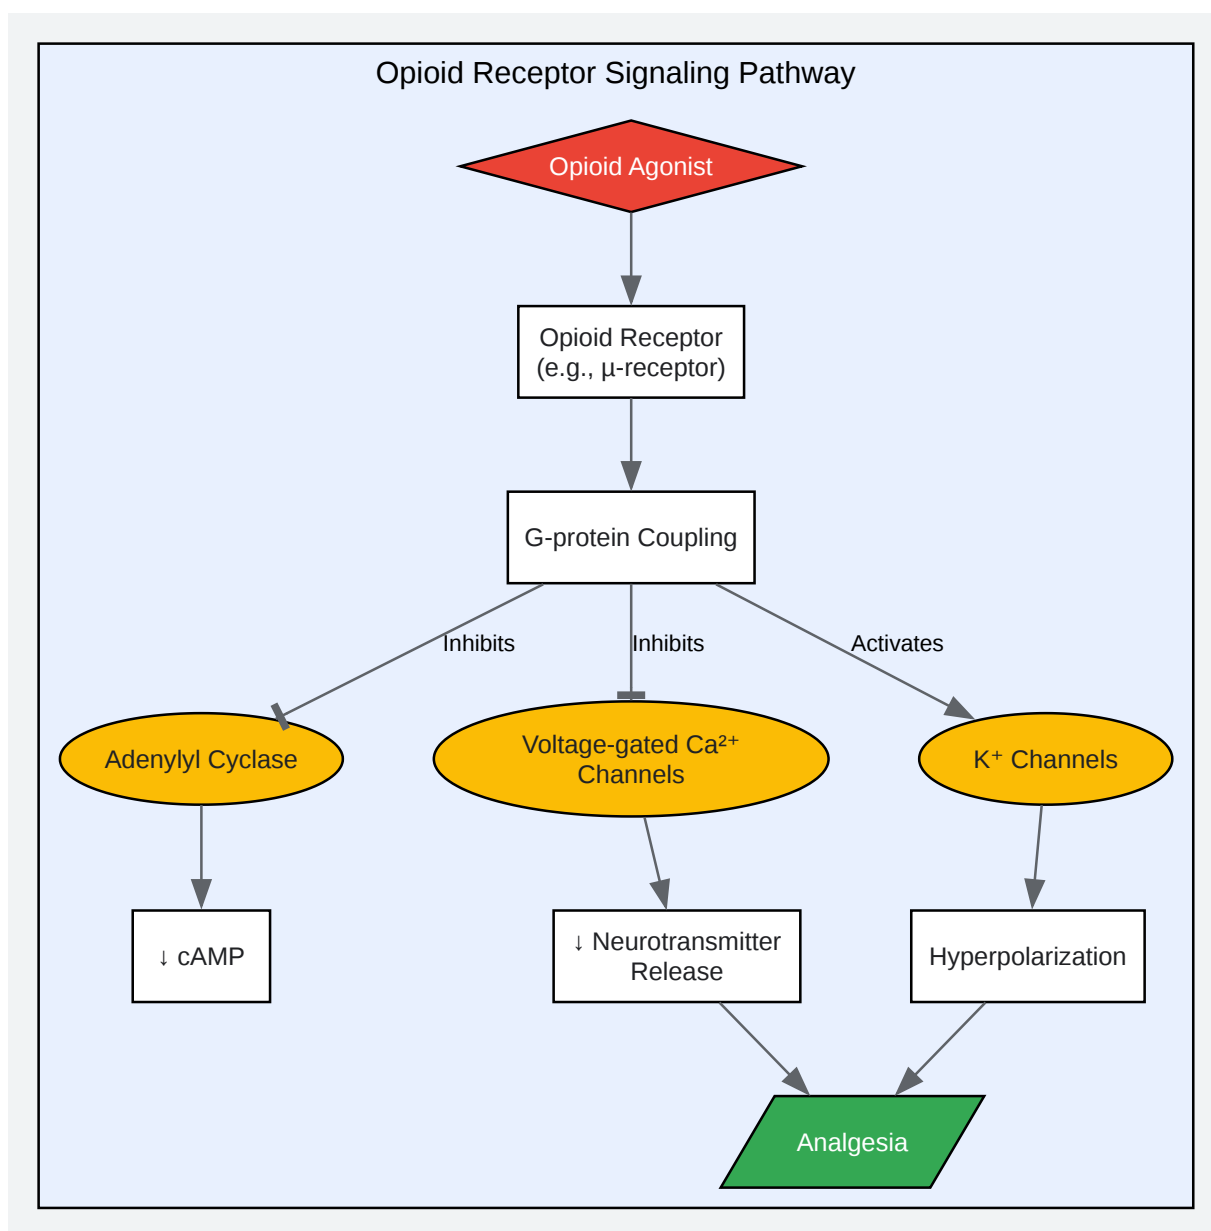 Opioid Receptor Signaling Pathway
Opioid Agonist
Opioid Receptor
(e.g., µ-receptor)
G-protein Coupling
Inhibits
Inhibits
Activates
Adenylyl Cyclase
Voltage-gated Ca²⁺
Channels
K⁺ Channels
↓ cAMP
↓ Neurotransmitter
Release
Hyperpolarization
Analgesia